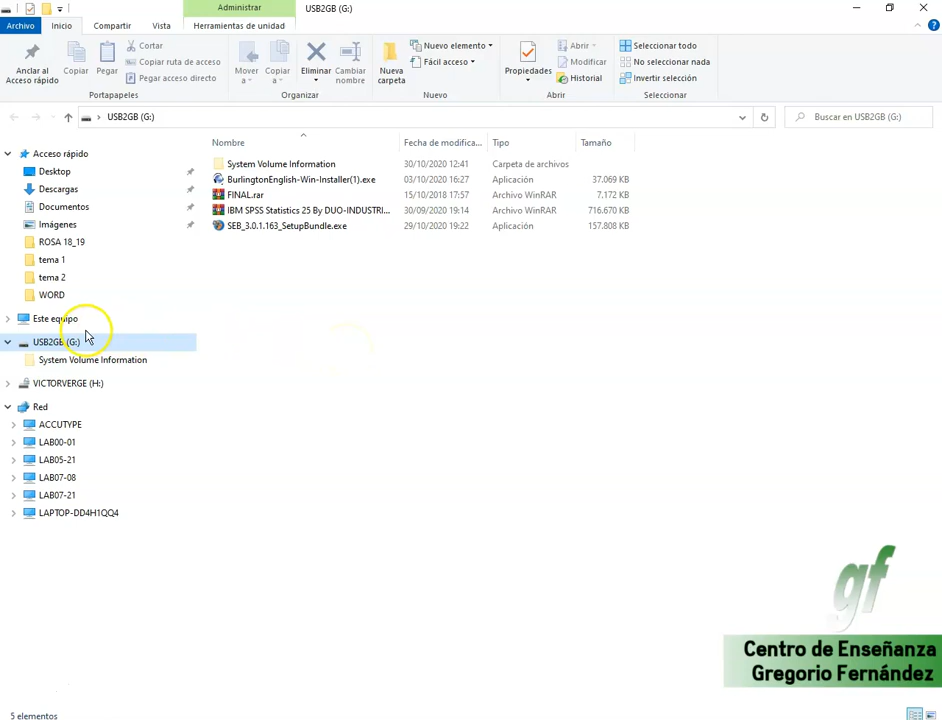 Administrar
USB2GB (G:)
Archivo
Inicio
Compartir
Vista
Herramientas de unidad
Anclar al
Acceso rápido
Copiar
Pegar
Cortar
Copiar ruta de acceso
Pegar acceso directo
Portapapeles
Mover
a
Copiar
a
Eliminar
Cambiar
nombre
Organizar
Nueva
carpeta
Nuevo elemento
Fácil acceso
Nuevo
Propiedades
Abrir
Modificar
Historial
Abrir
Seleccionar todo
No seleccionar nada
Invertir selección
Seleccionar
USB2GB (G:)
Buscar en USB2GB (G:)
Nombre Fecha de modifica... Tipo Tamaño
System Volume Information 30/10/2020 12:41 Carpeta de archivos
BurlingtonEnglish-Win-Installer(1).exe 03/10/2020 16:27 Aplicación 37.069 KB
FINAL.rar 15/10/2018 17:57 Archivo WinRAR 7.172 KB
IBM SPSS Statistics 25 By DUO-INDUSTRI... 30/09/2020 19:14 Archivo WinRAR 716.670 KB
SEB_3.0.1.163_SetupBundle.exe 29/10/2020 19:22 Aplicación 157.808 KB
Acceso rápido
Desktop
Descargas
Documentos
Imágenes
ROSA 18_19
tema 1
tema 2
WORD
Este equipo
USB2GB (G:)
System Volume Information
VICTORVERGE (H:)
Red
ACCUTYPE
LAB00-01
LAB05-21
LAB07-08
LAB07-21
LAPTOP-DD4H1QQ4
gf
Centro de Enseñanza
Gregorio Fernández
5 elementos